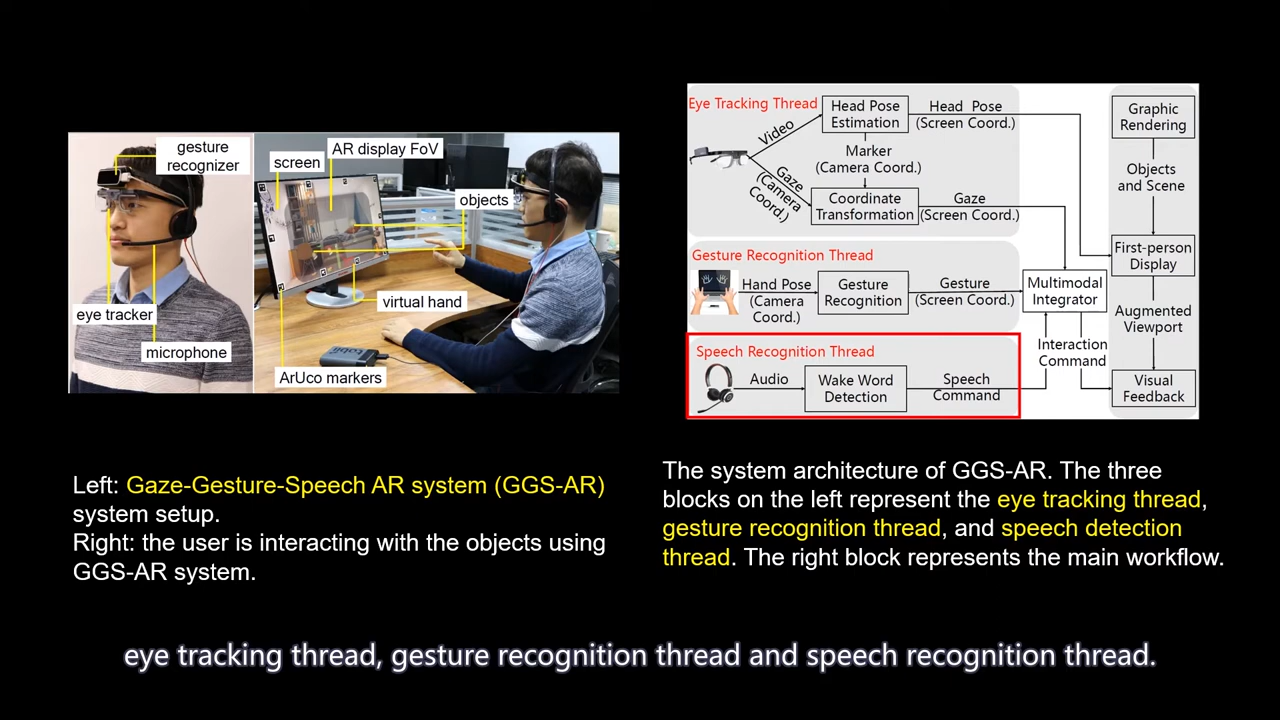 gesture
recognizer
eye tracker
microphone
screen
AR display FoV
objects
virtual hand
ArUco markers
Left: Gaze-Gesture-Speech AR system (GGS-AR)
system setup.
Right: the user is interacting with the objects using
GGS-AR system.
Eye Tracking Thread
Video
Gaze
(Camera
Coord.)
Head Pose
Estimation
Head Pose
(Screen Coord.)
Marker
(Camera Coord.)
Coordinate
Transformation
Gaze
(Screen Coord.)
Gesture Recognition Thread
Hand Pose
(Camera
Coord.)
Gesture
Recognition
Gesture
(Screen Coord.)
Speech Recognition Thread
Audio
Wake Word
Detection
Speech
Command
Multimodal
Integrator
Interaction
Command
Graphic
Rendering
Objects
and Scene
First-person
Display
Augmented
Viewport
Visual
Feedback
The system architecture of GGS-AR. The three
blocks on the left represent the eye tracking thread,
gesture recognition thread, and speech detection
thread. The right block represents the main workflow.
eye tracking thread, gesture recognition thread and speech recognition thread.